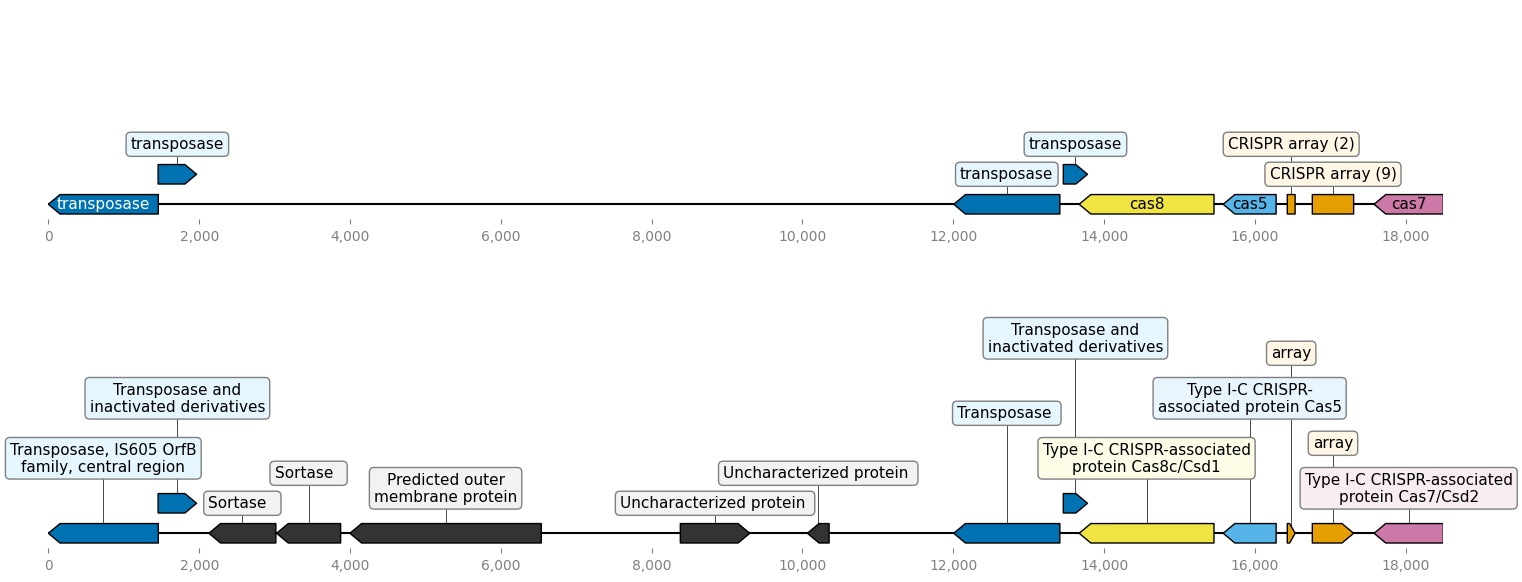 transposase
transposase
CRISPR array (2)
transposase
CRISPR array (9)
transposase
cas8
cas5
cas7
0
2,000
4,000
6,000
8,000
10,000
12,000
14,000
16,000
18,000
Transposase and
inactivated derivatives
array
Transposase and
inactivated derivatives
Type I-C CRISPR-
associated protein Cas5
Transposase
Transposase, IS605 OrfB
family, central region
Type I-C CRISPR-associated
protein Cas8c/Csd1
array
Sortase
Predicted outer
membrane protein
Uncharacterized protein
Type I-C CRISPR-associated
protein Cas7/Csd2
Sortase
Uncharacterized protein
0
2,000
4,000
6,000
8,000
10,000
12,000
14,000
16,000
18,000